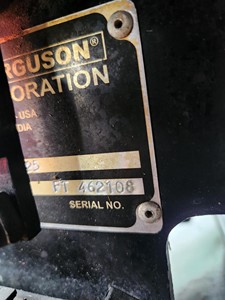 RGUSON®
ORATION
- USA
DIA
25
FT 462108
SERIAL NO.